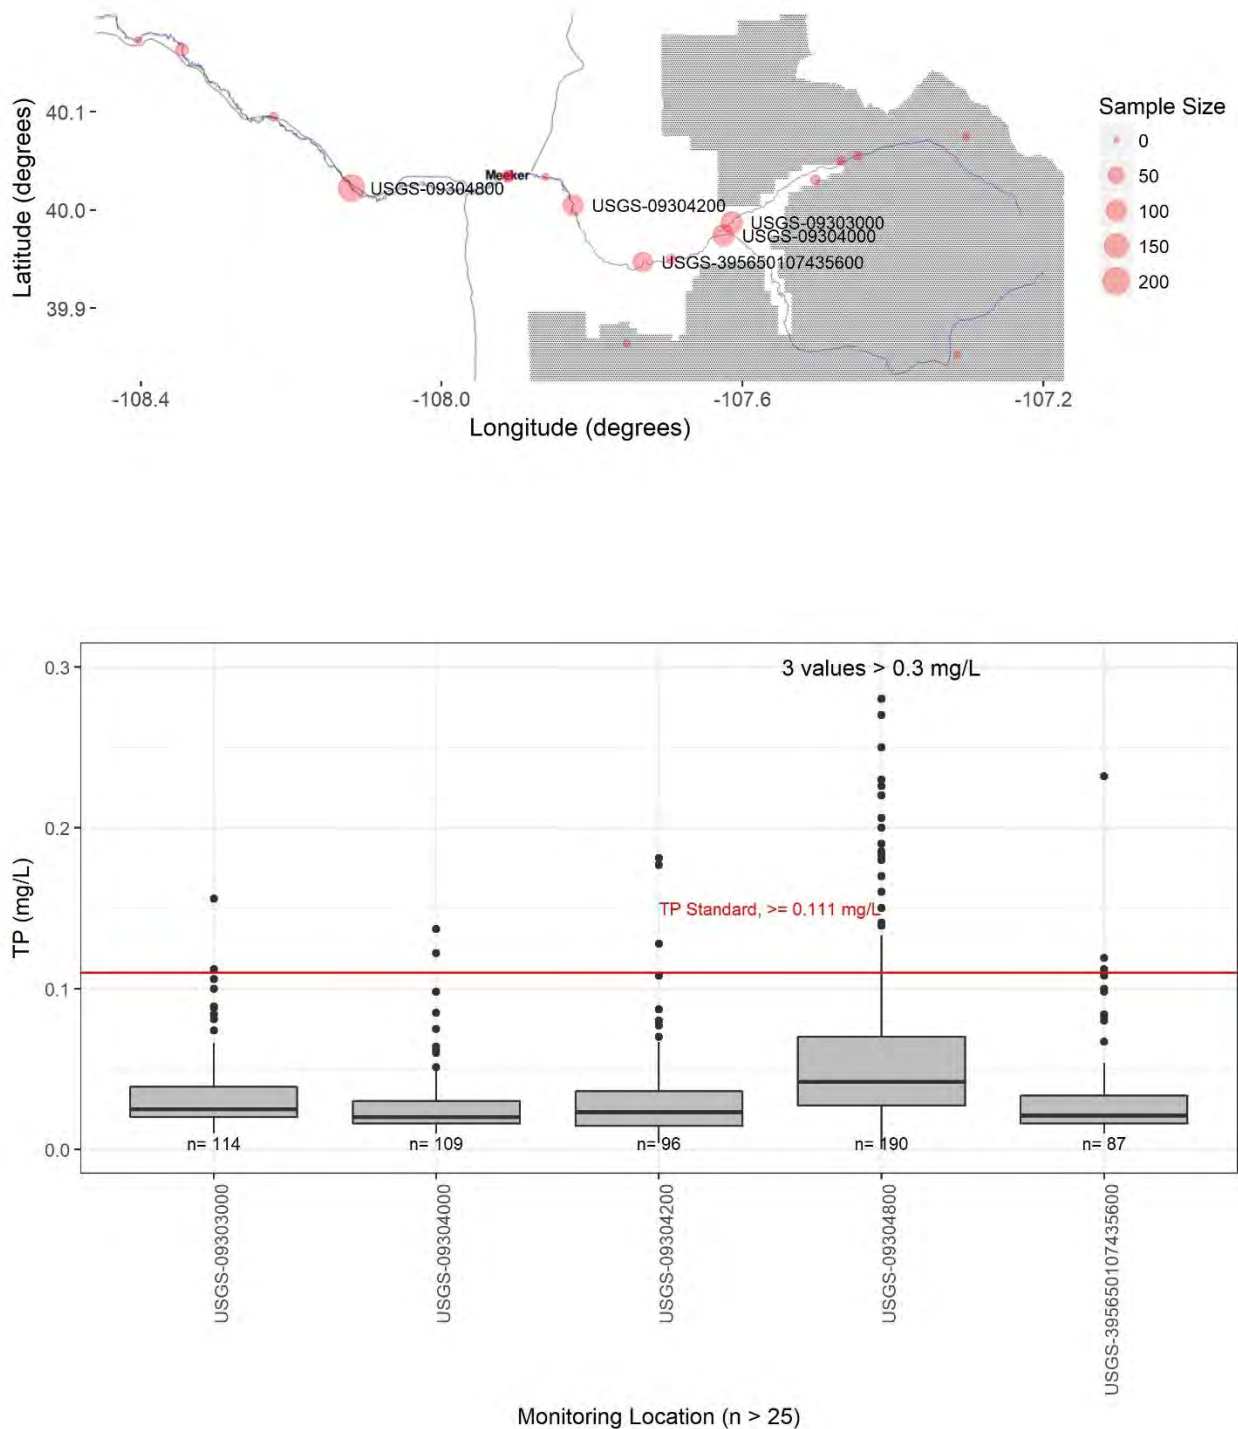 Latitude (degrees)
40.1
40.0
39.9
Meeker
USGS-09304800
USGS-09304200
USGS-09303000
USGS-09304000
USGS-395650107435600
-108.4
-108.0
-107.6
-107.2
Longitude (degrees)
Sample Size
0
50
100
150
200
TP (mg/L)
0.3
0.2
0.1
0.0
3 values > 0.3 mg/L
TP Standard, >= 0.111 mg/L
n= 114
n= 109
n= 96
n= 190
n= 87
USGS-09303000
USGS-09304000
USGS-09304200
USGS-09304800
USGS-395650107435600
Monitoring Location (n > 25)